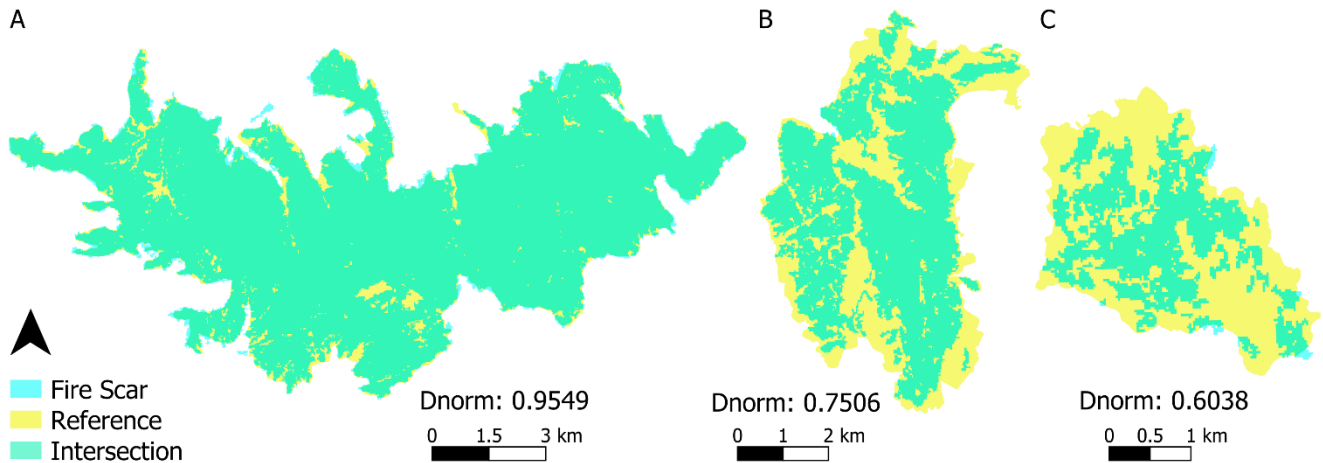 A
B
C
Fire Scar
Reference
Intersection
Dnorm: 0.9549
0 1.5 3 km
Dnorm: 0.7506
0 1 2 km
Dnorm: 0.6038
0 0.5 1 km